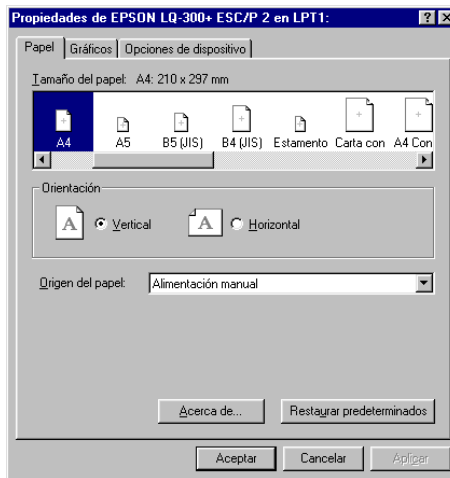 Propiedades de EPSON LQ-300+ ESC/P 2 en LPT1:
Papel Gráficos Opciones de dispositivo
Tamaño del papel: A4: 210 x 297 mm
A4 A5 B5 (JIS) B4 (JIS) Estamento Carta con A4 Con
Orientación
A Vertical A Horizontal
Origen del papel: Alimentación manual
Acerca de... Restaurar predeterminados
Aceptar Cancelar Aplicar